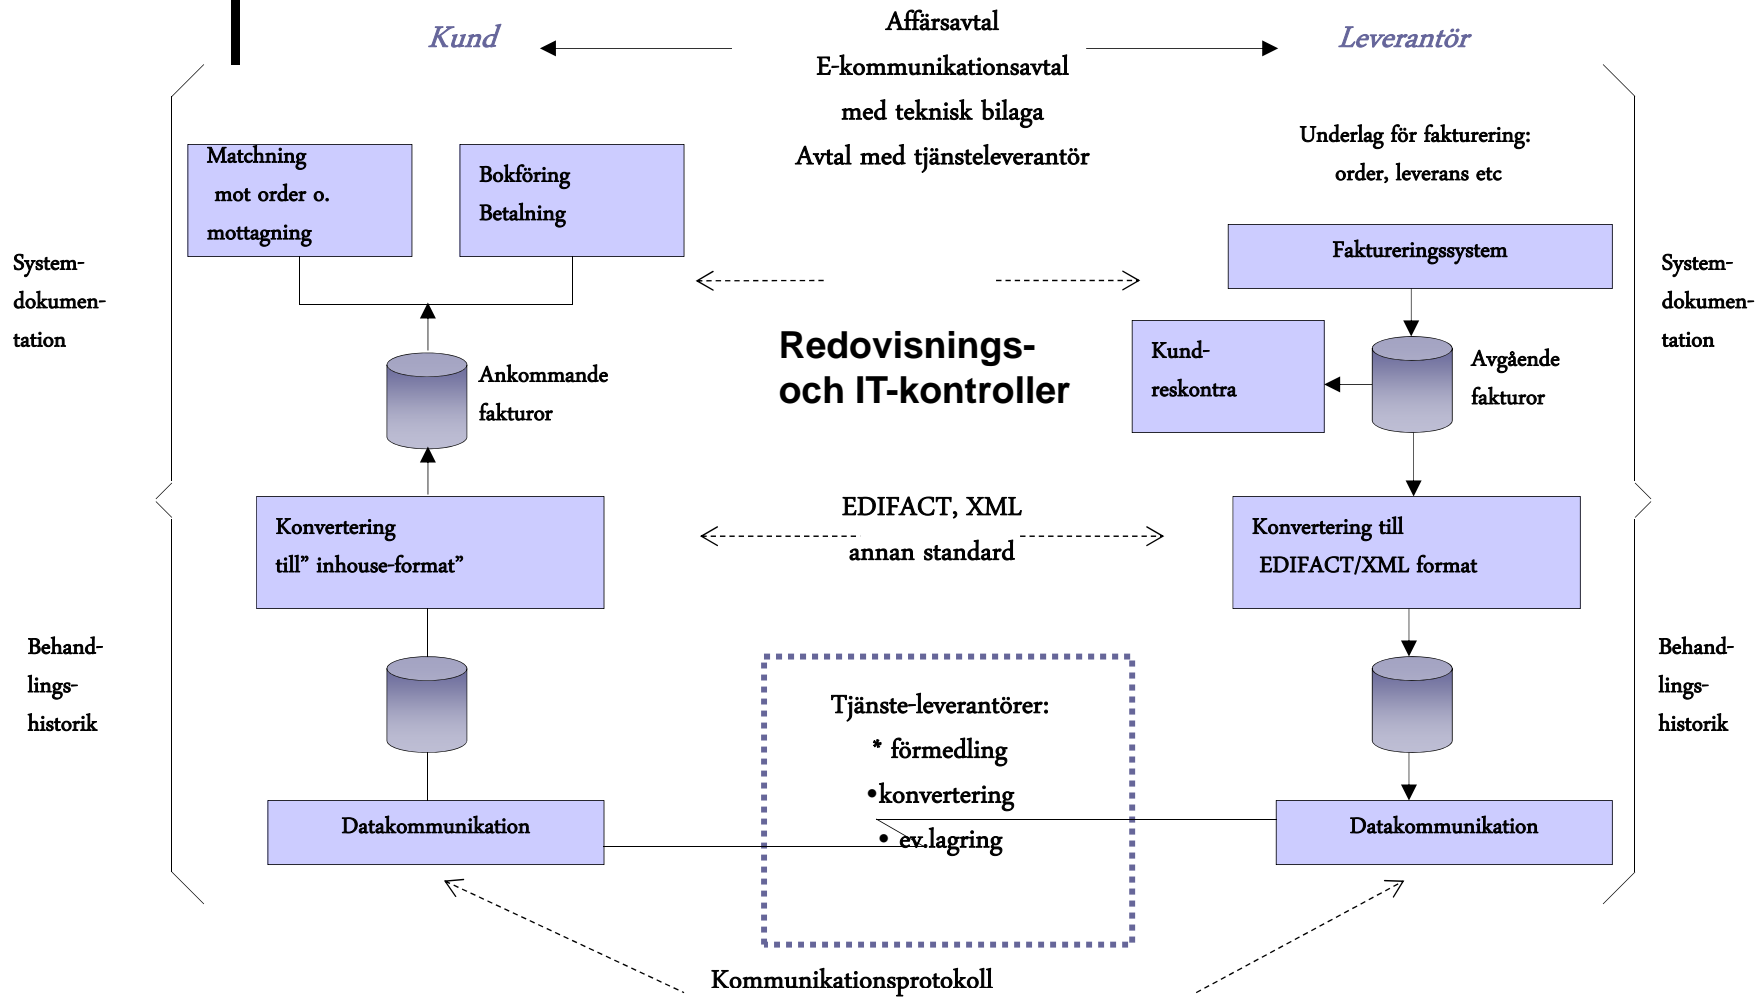 Kund
Affärsavtal
E-kommunikationsavtal
med teknisk bilaga
Avtal med tjänsteleverantör
Leverantör
Underlag för fakturering:
order, leverans etc
Matchning
mot order o.
mottagning
Bokföring
Betalning
Faktureringssystem
System-
dokumen-
tation
System-
dokumen-
tation
Redovisnings-
och IT-kontroller
Ankommande
fakturor
Kund-
reskontra
Avgående
fakturor
Konvertering
till” inhouse-format”
EDIFACT, XML
annan standard
Konvertering till
EDIFACT/XML format
Behand-
lings-
historik
Behand-
lings-
historik
Tjänste-leverantörer:
* förmedling
•konvertering
• ev.lagring
Datakommunikation
Datakommunikation
Kommunikationsprotokoll